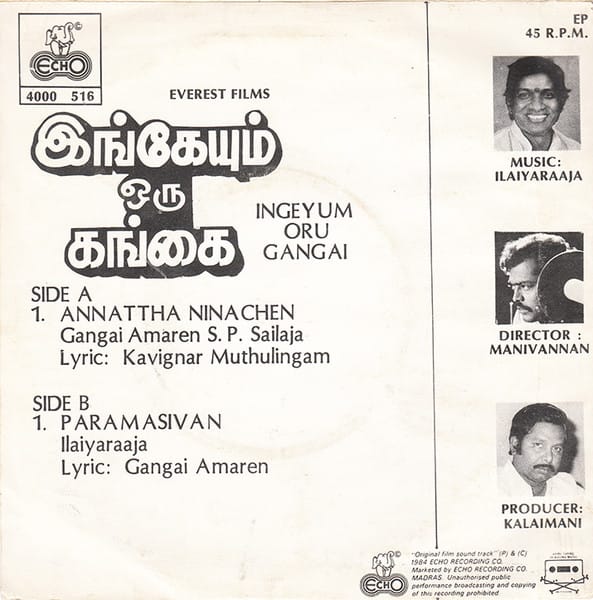 ECHO
4000 516
EVEREST FILMS
இங்கேயும்
ஒரு
கங்கை
INGEYUM
ORU
GANGAI
SIDE A
1. ANNATTHA NINACHEN
Gangai Amaren S. P. Sailaja
Lyric: Kavignar Muthulingam
SIDE B
1. PARAMASIVAN
Ilaiyaraaja
Lyric: Gangai Amaren
EP
45 R.P.M.
MUSIC:
ILAIYARAAJA
DIRECTOR :
MANIVANNAN
PRODUCER:
KALAIMANI
ECHO
"Original film sound track" (P) & (C)
1984 ECHO RECORDING CO.
Marketed by ECHO RECORDING CO.
MADRAS. Unauthorised public
performance broadcasting and copying
of this recording prohibited